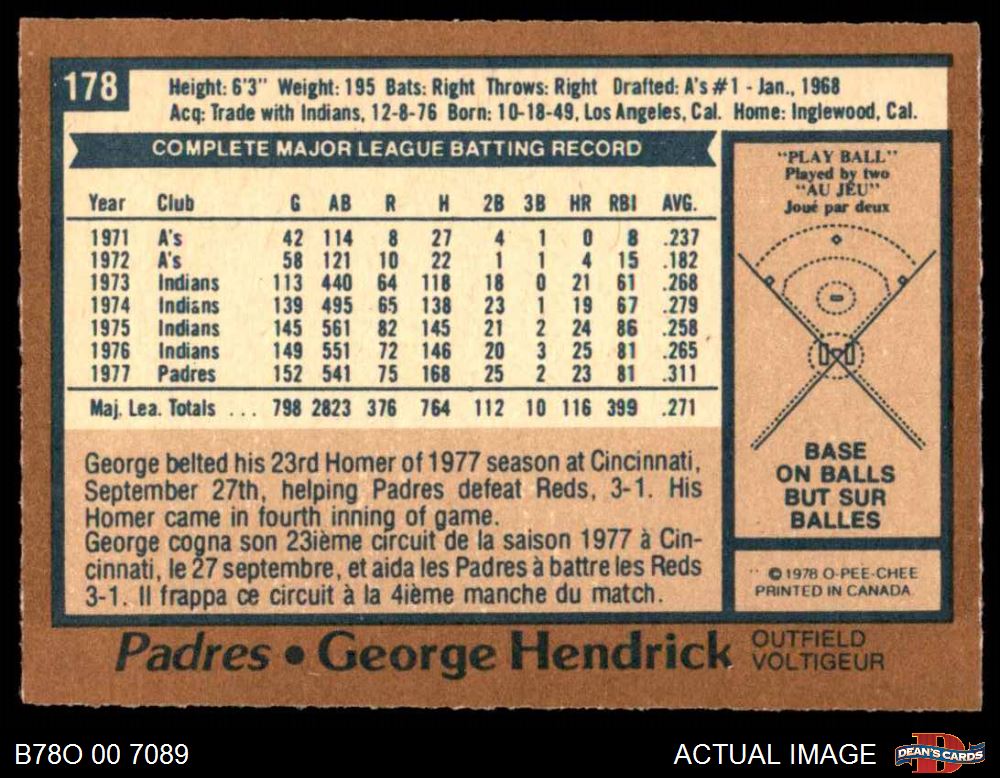 178
Height: 6'3" Weight: 195 Bats: Right Throws: Right Drafted: A's #1 - Jan., 1968
Acq: Trade with Indians, 12-8-76 Born: 10-18-49, Los Angeles, Cal. Home: Inglewood, Cal.
COMPLETE MAJOR LEAGUE BATTING RECORD
Year Club G AB R H 2B 3B HR RBI AVG.
1971 A's 42 114 8 27 4 1 0 8 .237
1972 A's 58 121 10 22 1 1 4 15 .182
1973 Indians 113 440 64 118 18 0 21 61 .268
1974 Indians 139 495 65 138 23 1 19 67 .279
1975 Indians 145 561 82 145 21 2 24 86 .258
1976 Indians 149 551 72 146 20 3 25 81 .265
1977 Padres 152 541 75 168 25 2 23 81 .311
Maj. Lea. Totals ... 798 2823 376 764 112 10 116 399 .271
George belted his 23rd Homer of 1977 season at Cincinnati,
September 27th, helping Padres defeat Reds, 3-1. His
Homer came in fourth inning of game.
George cogna son 23ième circuit de la saison 1977 à Cin-
cinnati, le 27 septembre, et aida les Padres à battre les Reds
3-1. Il frappa ce circuit à la 4ième manche du match.
"PLAY BALL"
Played by two
"AU JÉU"
Joué par deux
BASE
ON BALLS
BUT SUR
BALLES
© 1978 O-PEE-CHEE
PRINTED IN CANADA
Padres • George Hendrick
OUTFIELD
VOLTIGEUR
B78O 00 7089
ACTUAL IMAGE
DEAN'S CARDS